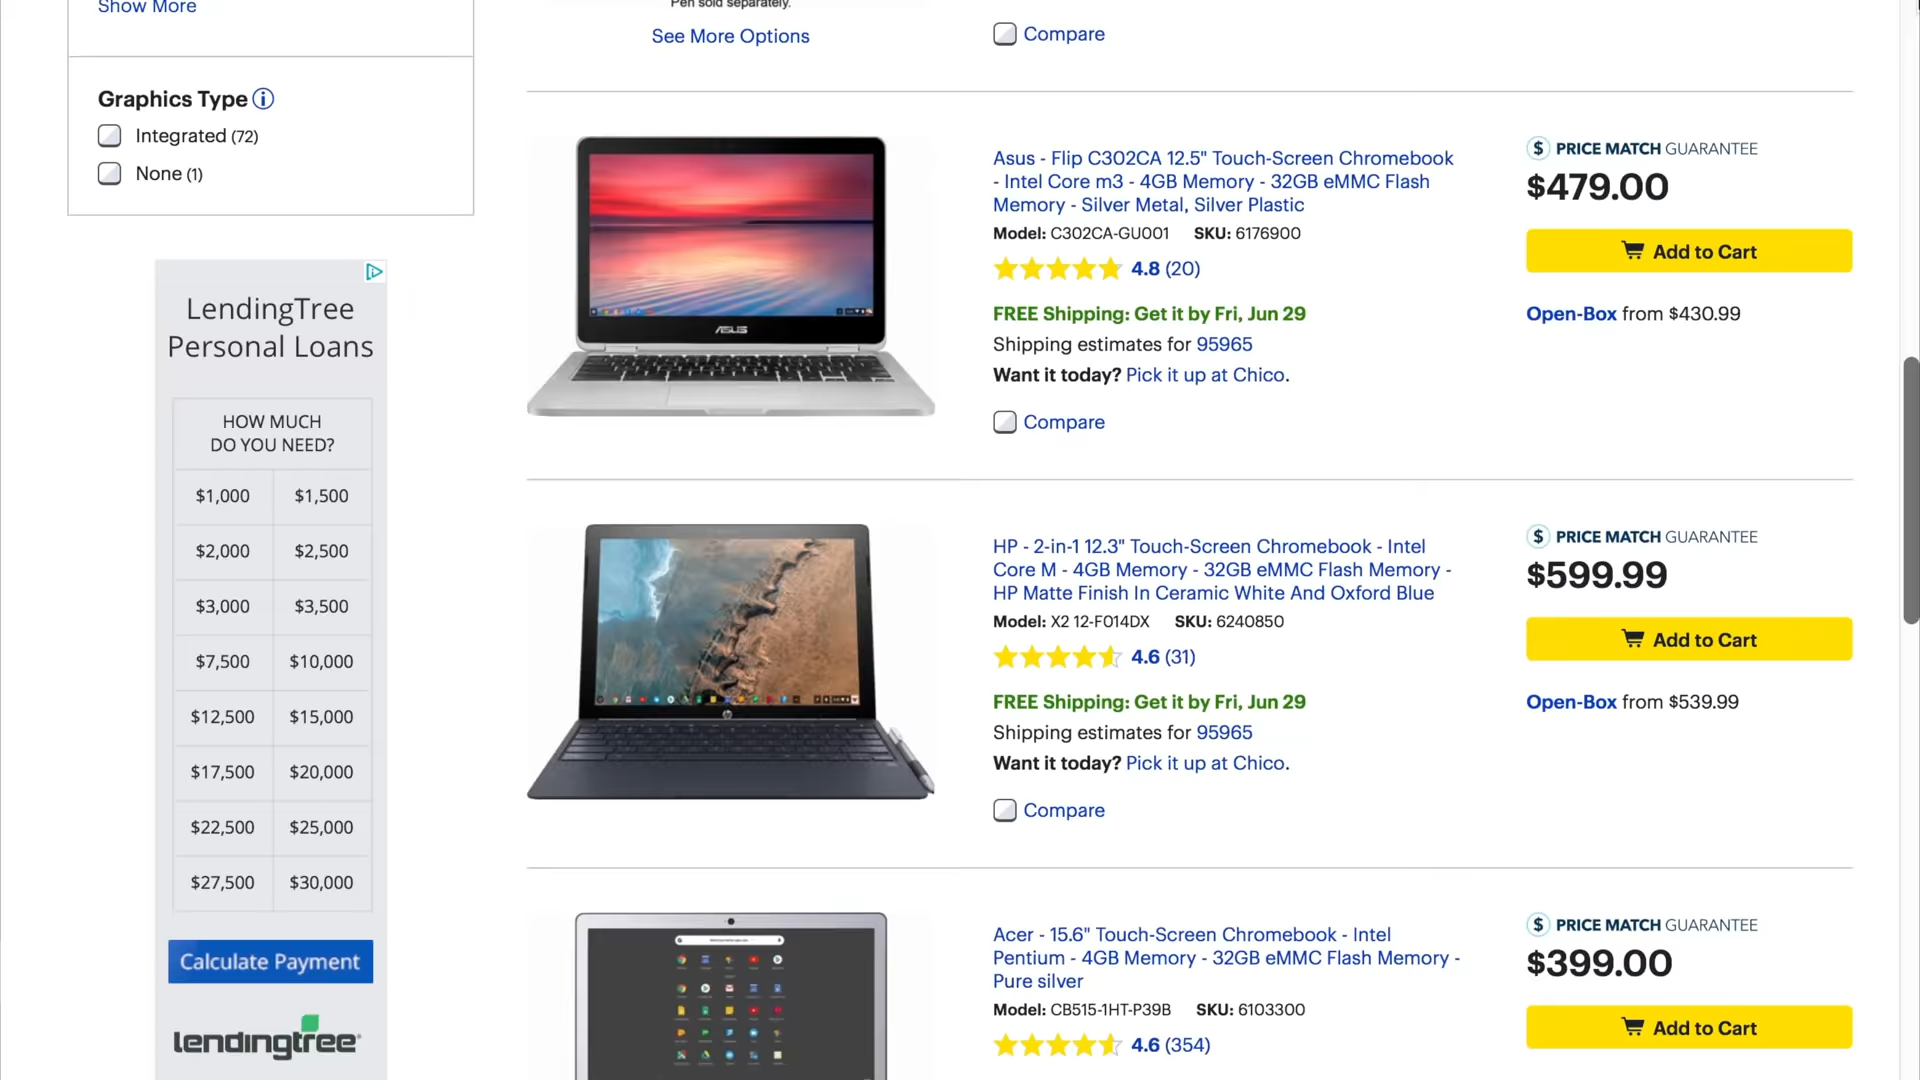 Show More
Graphics Type
Integrated (72)
None (1)
LendingTree
Personal Loans
HOW MUCH
DO YOU NEED?
$1,000 $1,500
$2,000 $2,500
$3,000 $3,500
$7,500 $10,000
$12,500 $15,000
$17,500 $20,000
$22,500 $25,000
$27,500 $30,000
Calculate Payment
lendingtree
Pen sold separately.
See More Options
Compare
ASUS
Asus - Flip C302CA 12.5" Touch-Screen Chromebook
- Intel Core m3 - 4GB Memory - 32GB eMMC Flash
Memory - Silver Metal, Silver Plastic
Model: C302CA-GU001 SKU: 6176900
4.8 (20)
FREE Shipping: Get it by Fri, Jun 29
Shipping estimates for 95965
Want it today? Pick it up at Chico.
Compare
$ PRICE MATCH GUARANTEE
$479.00
Add to Cart
Open-Box from $430.99
hp
HP - 2-in-1 12.3" Touch-Screen Chromebook - Intel
Core M - 4GB Memory - 32GB eMMC Flash Memory -
HP Matte Finish In Ceramic White And Oxford Blue
Model: X2 12-F014DX SKU: 6240850
4.6 (31)
FREE Shipping: Get it by Fri, Jun 29
Shipping estimates for 95965
Want it today? Pick it up at Chico.
Compare
$ PRICE MATCH GUARANTEE
$599.99
Add to Cart
Open-Box from $539.99
Acer - 15.6" Touch-Screen Chromebook - Intel
Pentium - 4GB Memory - 32GB eMMC Flash Memory -
Pure silver
Model: CB515-1HT-P39B SKU: 6103300
4.6 (354)
$ PRICE MATCH GUARANTEE
$399.00
Add to Cart